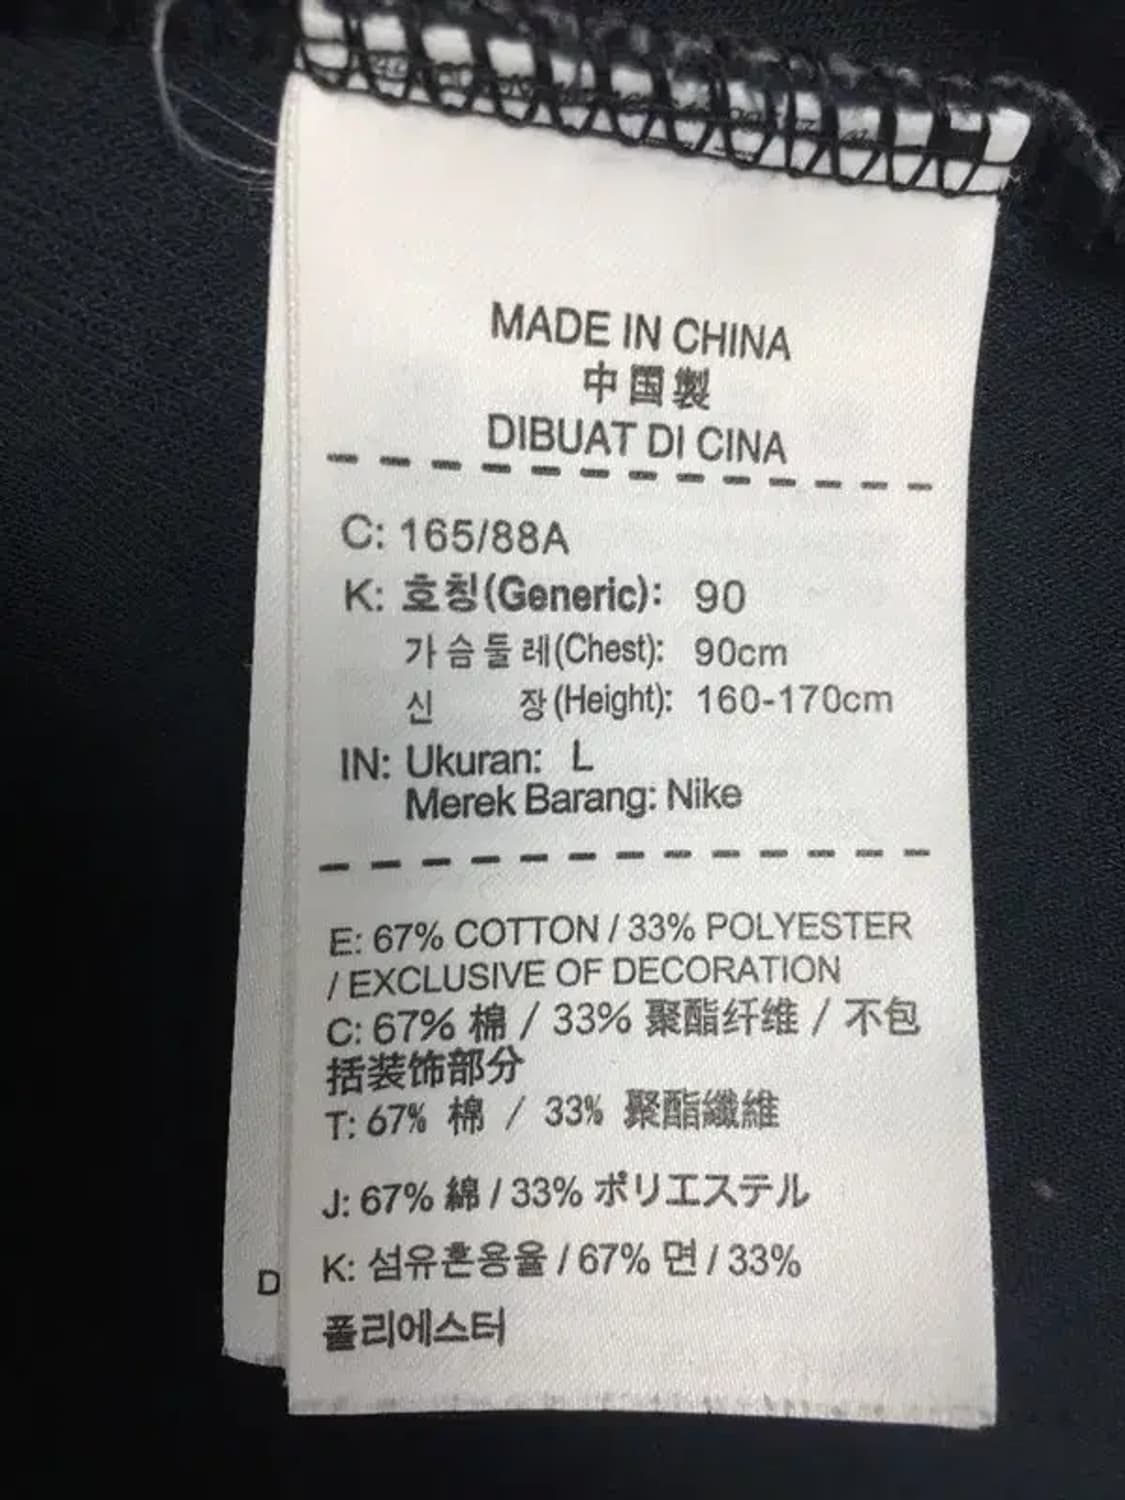 MADE IN CHINA
中国製
DIBUAT DI CINA
C: 165/88A
K: 호칭(Generic): 90
가슴둘레(Chest): 90cm
신 장(Height): 160-170cm
IN: Ukuran: L
Merek Barang: Nike
E: 67% COTTON / 33% POLYESTER
/ EXCLUSIVE OF DECORATION
C: 67% 棉 / 33% 聚酯纤维 / 不包
括装饰部分
T: 67% 棉 / 33% 聚酯纖維
J: 67% 綿 / 33% ポリエステル
K: 섬유혼용율 / 67% 면 / 33%
폴리에스터
D